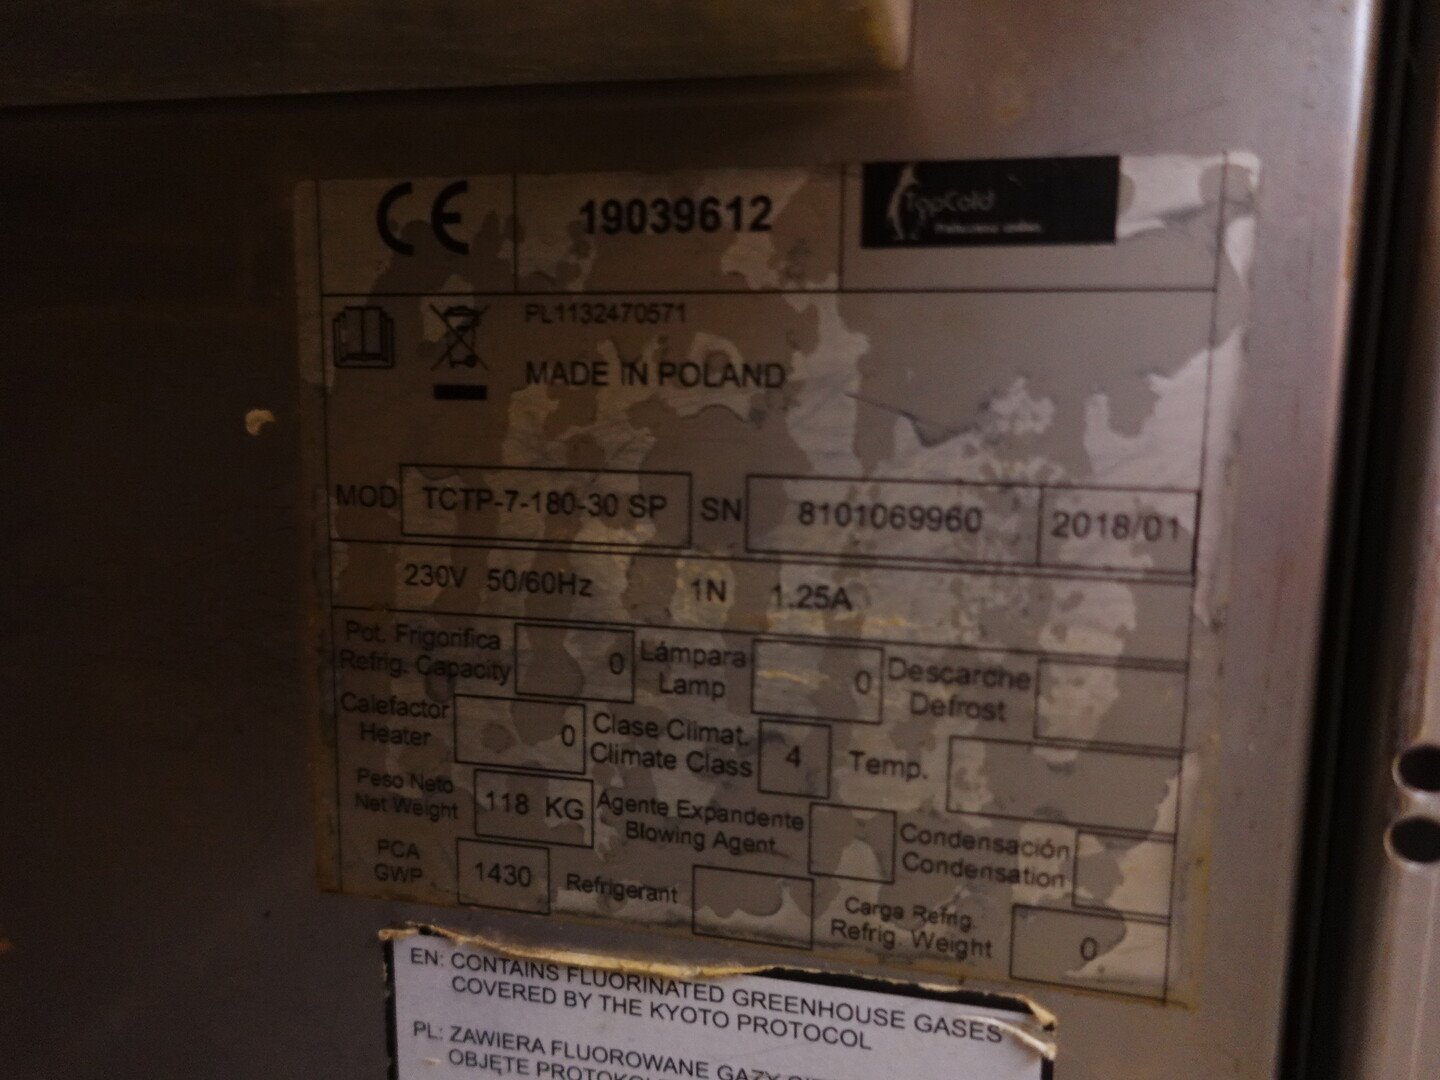 CE
19039612
TopCold
PL1132470571
MADE IN POLAND
MOD TCTP-7-180-30 SP SN 8101069960 2018/01
230V 50/60Hz 1N 1.25A
Pot. Frigorifica
Refrig. Capacity 0
Lámpara
Lamp 0
Descarche
Defrost
Calefactor
Heater 0
Clase Climat.
Climate Class 4
Temp.
Peso Neto
Net Weight 118 KG
Agente Expandente
Blowing Agent
Condensación
Condensation
PCA
GWP 1430
Refrigerant
Carga Refrig.
Refrig. Weight 0
EN: CONTAINS FLUORINATED GREENHOUSE GASES
COVERED BY THE KYOTO PROTOCOL
PL: ZAWIERA FLUOROWANE GAZY
OBJĘTE